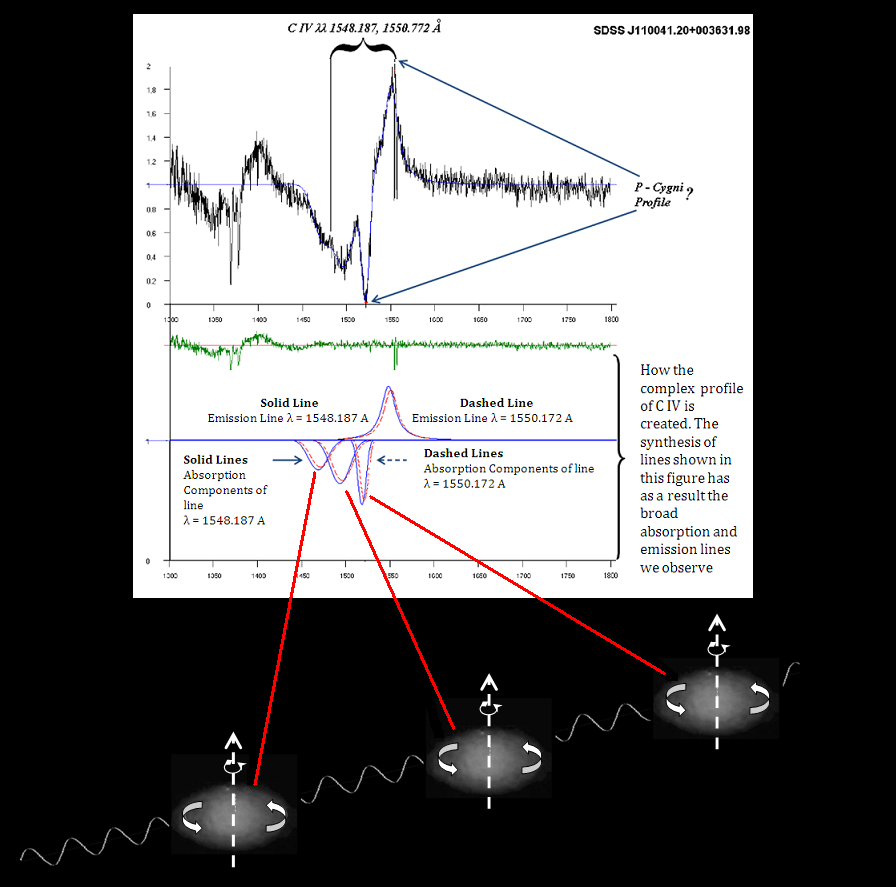 C IV λλ 1548.187, 1550.772 Å
SDSS J110041.20+003631.98
2
1.8
1.6
1.4
1.2
1
0.8
0.6
0.4
0.2
0
1300 1350 1400 1450 1500 1550 1600 1650 1700 1750 1800
P - Cygni
Profile ?
Solid Line
Emission Line λ = 1548.187 A
Dashed Line
Emission Line λ = 1550.172 A
1
Solid Lines
Absorption
Components of
line
λ = 1548.187 A
Dashed Lines
Absorption Components of line
λ = 1550.172 A
0
1300 1350 1400 1450 1500 1550 1600 1650 1700 1750 1800
How the
complex profile
of C IV is
created. The
synthesis of
lines shown in
this figure has
as a result the
broad
absorption and
emission lines
we observe